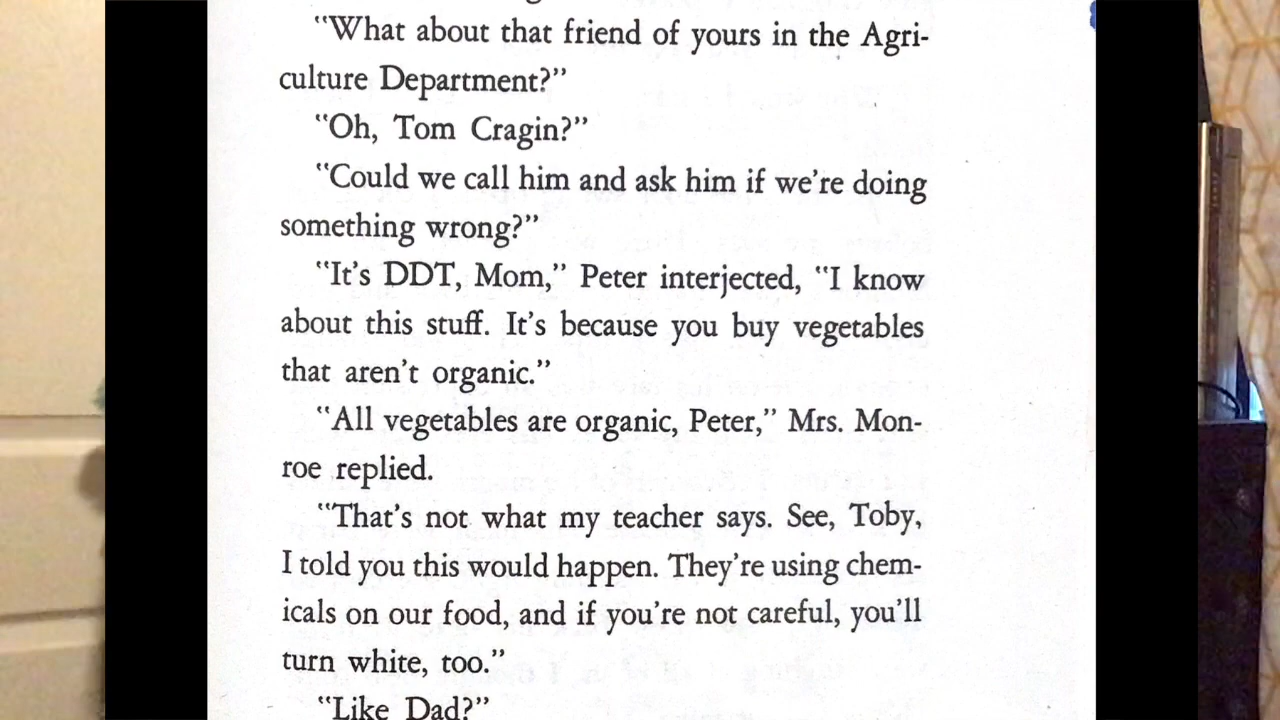 "What about that friend of yours in the Agri-
culture Department?"
"Oh, Tom Cragin?"
"Could we call him and ask him if we're doing
something wrong?"
"It's DDT, Mom," Peter interjected, "I know
about this stuff. It's because you buy vegetables
that aren't organic."
"All vegetables are organic, Peter," Mrs. Mon-
roe replied.
"That's not what my teacher says. See, Toby,
I told you this would happen. They're using chem-
icals on our food, and if you're not careful, you'll
turn white, too."
"Like Dad?"